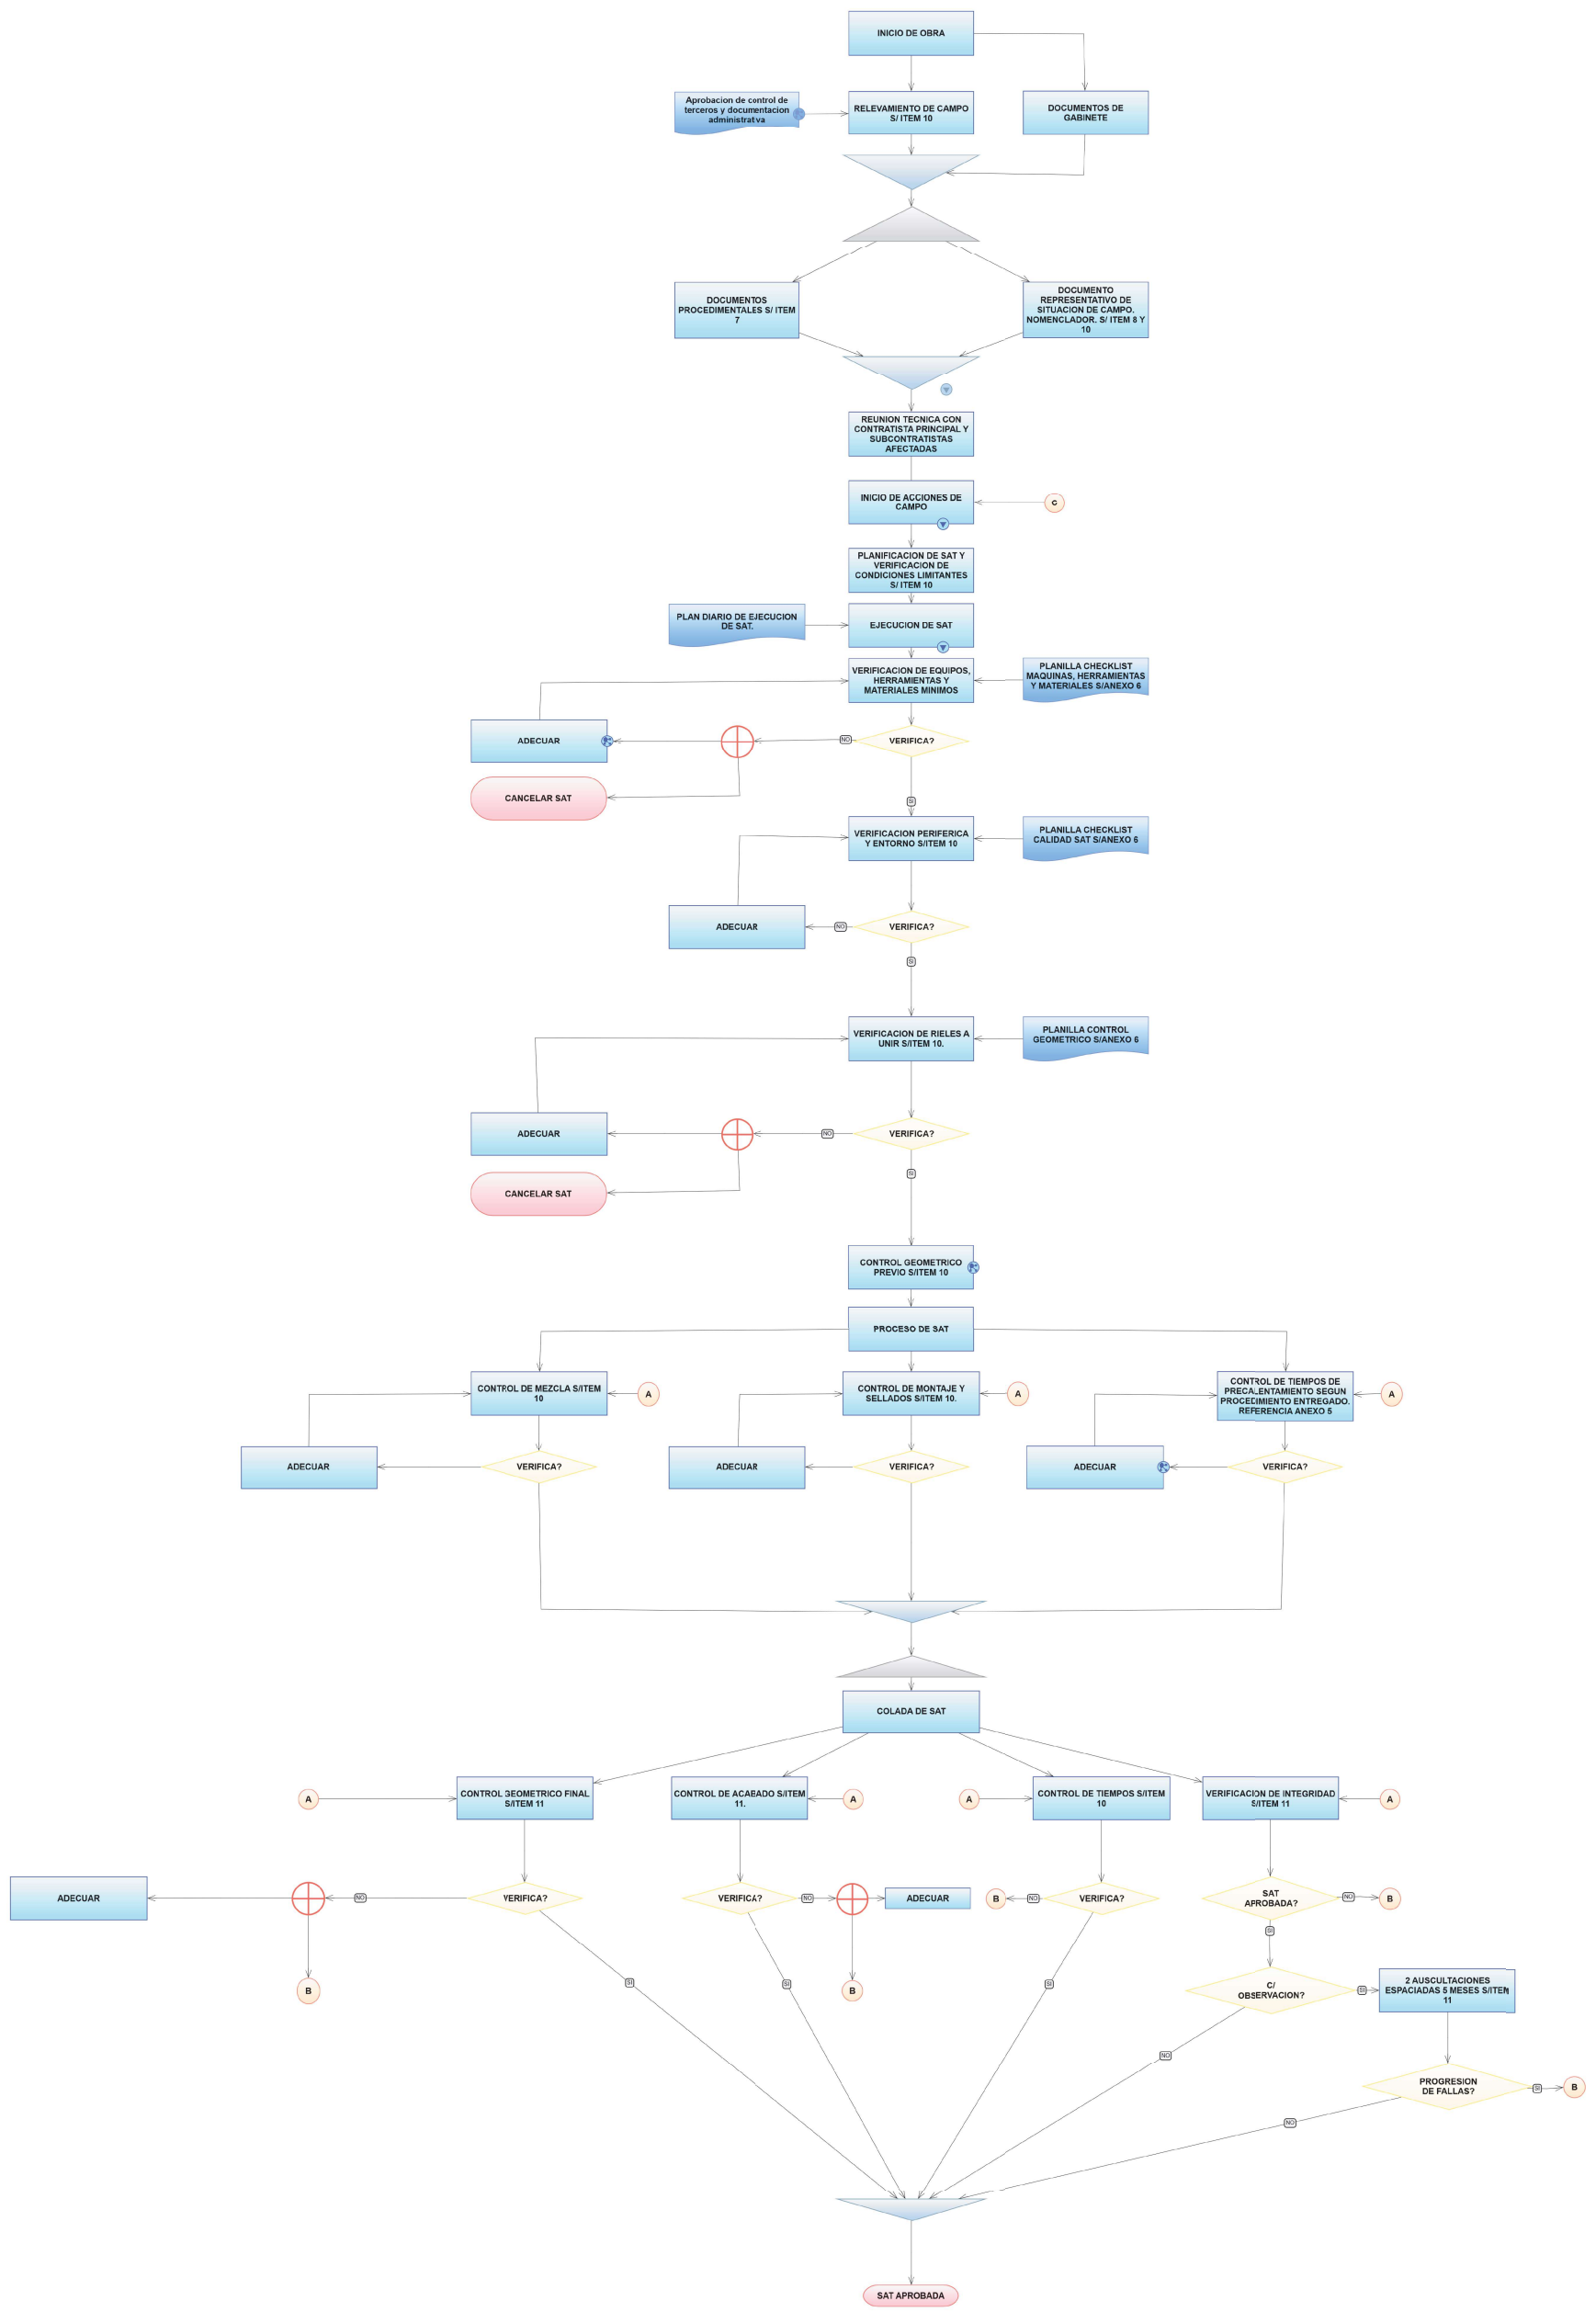 INICIO DE OBRA
Aprobacion de control de
terceros y documentacion
administratva
RELEVAMIENTO DE CAMPO
S/ ITEM 10
DOCUMENTOS DE
GABINETE
DOCUMENTOS
PROCEDIMENTALES S/ ITEM
7
DOCUMENTO
REPRESENTATIVO DE
SITUACION DE CAMPO.
NOMENCLADOR. S/ ITEM 8 Y
10
REUNION TECNICA CON
CONTRATISTA PRINCIPAL Y
SUBCONTRATISTAS
AFECTADAS
INICIO DE ACCIONES DE
CAMPO
C
PLANIFICACION DE SAT Y
VERIFICACION DE
CONDICIONES LIMITANTES
S/ ITEM 10
PLAN DIARIO DE EJECUCION
DE SAT.
EJECUCION DE SAT
VERIFICACION DE EQUIPOS,
HERRAMIENTAS Y
MATERIALES MINIMOS
PLANILLA CHECKLIST
MAQUINAS, HERRAMIENTAS
Y MATERIALES S/ANEXO 6
ADECUAR
NO
VERIFICA?
CANCELAR SAT
SI
VERIFICACION PERIFERICA
Y ENTORNO S/ITEM 10
PLANILLA CHECKLIST
CALIDAD SAT S/ANEXO 6
ADECUAR
NO
VERIFICA?
SI
VERIFICACION DE RIELES A
UNIR S/ITEM 10.
PLANILLA CONTROL
GEOMETRICO S/ANEXO 6
ADECUAR
NO
VERIFICA?
SI
CANCELAR SAT
CONTROL GEOMETRICO
PREVIO S/ITEM 10
PROCESO DE SAT
CONTROL DE MEZCLA S/ITEM
10
A
CONTROL DE MONTAJE Y
SELLADOS S/ITEM 10.
A
CONTROL DE TIEMPOS DE
PRECALENTAMIENTO SEGUN
PROCEDIMIENTO ENTREGADO.
REFERENCIA ANEXO 5
A
ADECUAR
VERIFICA?
ADECUAR
VERIFICA?
ADECUAR
VERIFICA?
COLADA DE SAT
A
CONTROL GEOMETRICO FINAL
S/ITEM 11
CONTROL DE ACABADO S/ITEM
11.
A
A
CONTROL DE TIEMPOS S/ITEM
10
VERIFICACION DE INTEGRIDAD
S/ITEM 11
A
ADECUAR
NO
VERIFICA?
VERIFICA?
NO
ADECUAR
B
NO
VERIFICA?
SAT
APROBADA?
NO
B
SI
B
SI
SI
B
SI
C/
OBSERVACION?
SI
2 AUSCULTACIONES
ESPACIADAS 5 MESES S/ITEM
11
NO
PROGRESION
DE FALLAS?
SI
B
NO
SAT APROBADA